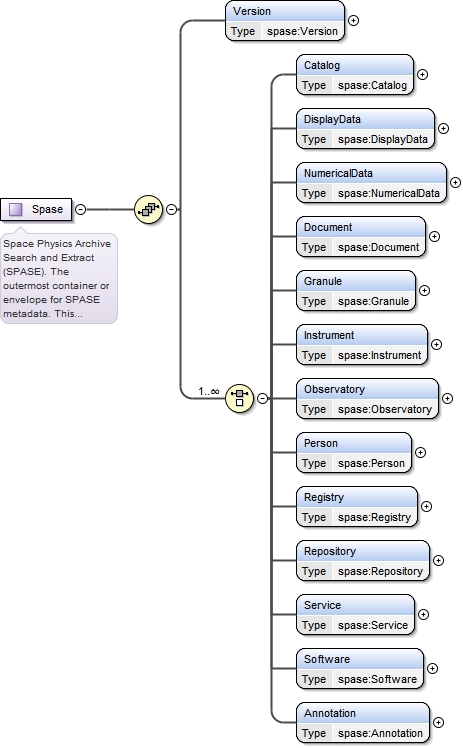 Version
Type spase:Version
Catalog
Type spase:Catalog
DisplayData
Type spase:DisplayData
NumericalData
Type spase:NumericalData
Spase
Document
Type spase:Document
Space Physics Archive
Search and Extract
(SPASE). The
outermost container or
envelope for SPASE
metadata. This...
Granule
Type spase:Granule
Instrument
Type spase:Instrument
1..∞
Observatory
Type spase:Observatory
Person
Type spase:Person
Registry
Type spase:Registry
Repository
Type spase:Repository
Service
Type spase:Service
Software
Type spase:Software
Annotation
Type spase:Annotation